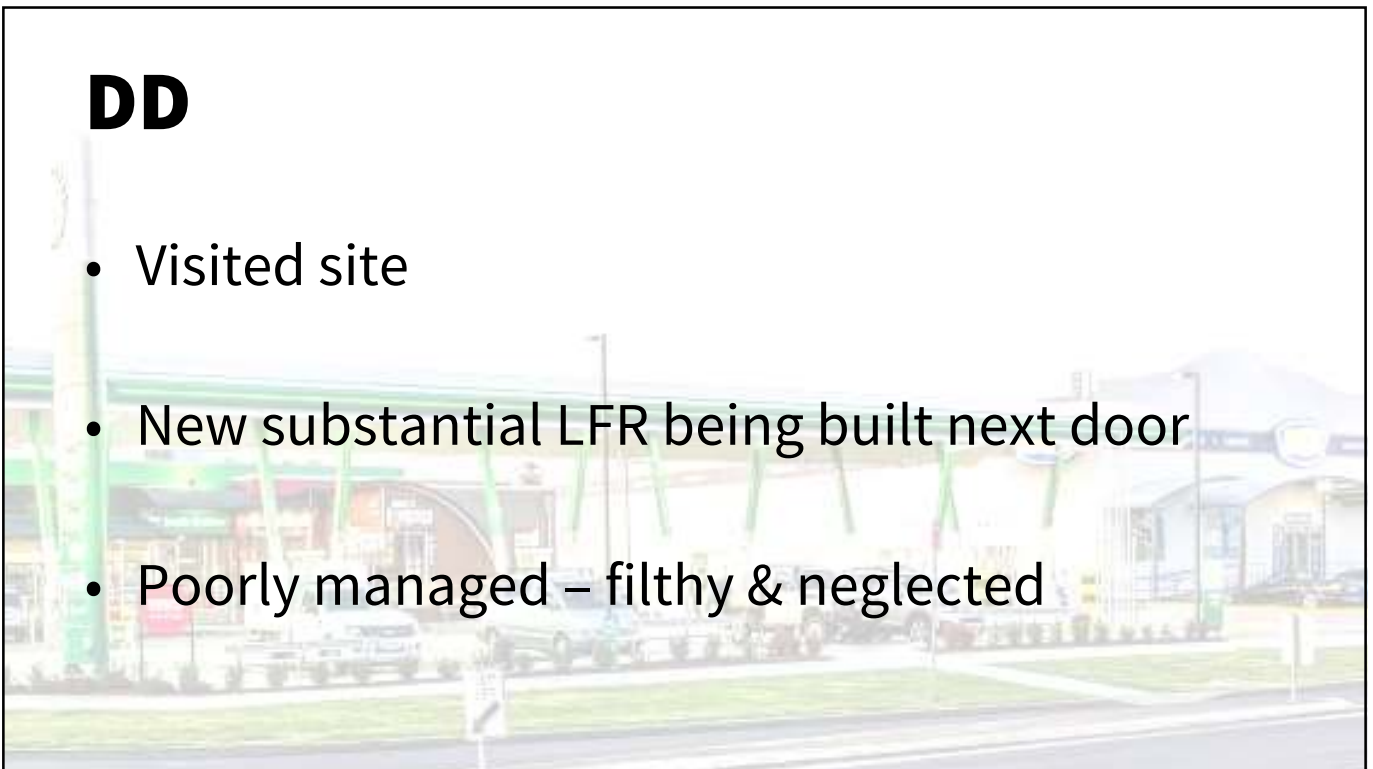 DD
• Visited site
• New substantial LFR being built next door
• Poorly managed – filthy & neglected